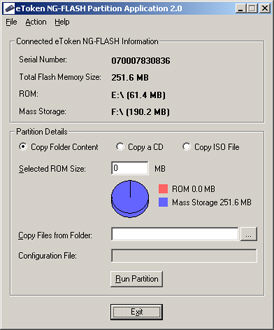 eToken NG-FLASH Partition Application 2.0
File Action Help
Connected eToken NG-FLASH Information
Serial Number: 070007830836
Total Flash Memory Size: 251.6 MB
ROM: E:\ (61.4 MB)
Mass Storage: F:\ (190.2 MB)
Partition Details
Copy Folder Content Copy a CD Copy ISO File
Selected ROM Size: 0 MB
ROM 0.0 MB
Mass Storage 251.6 MB
Copy Files from Folder: ...
Configuration File:
Run Partition
Exit